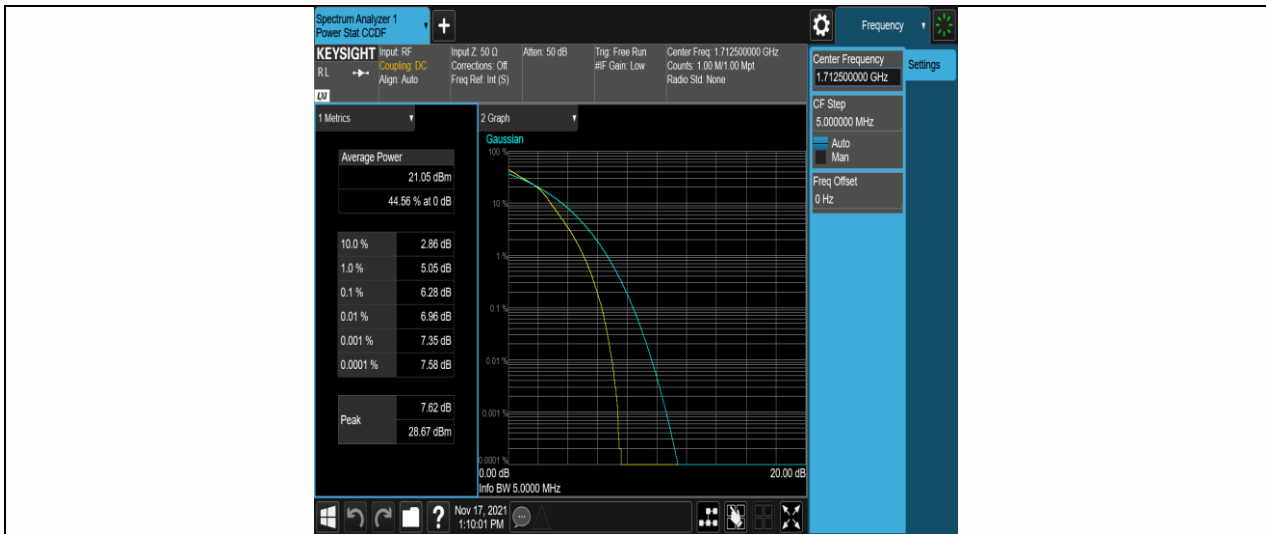 Spectrum Analyzer 1
Power Stat CCDF
Frequency
KEYSIGHT
R L
LXI
Input: RF
Coupling: DC
Align: Auto
Input Z: 50 Ω
Corrections: Off
Freq Ref: Int (S)
Atten: 50 dB
Trig: Free Run
#IF Gain: Low
Center Freq: 1.712500000 GHz
Counts: 1.00 M/1.00 Mpt
Radio Std: None
Center Frequency
1.712500000 GHz
Settings
CF Step
5.000000 MHz
Auto
Man
Freq Offset
0 Hz
1 Metrics
Average Power
21.05 dBm
44.56 % at 0 dB
10.0 % 2.86 dB
1.0 % 5.05 dB
0.1 % 6.28 dB
0.01 % 6.96 dB
0.001 % 7.35 dB
0.0001 % 7.58 dB
Peak
7.62 dB
28.67 dBm
2 Graph
Gaussian
100 %
10 %
1 %
0.1 %
0.01 %
0.001 %
0.0001 %
0.00 dB 20.00 dB
Info BW 5.0000 MHz
?
Nov 17, 2021
1:10:01 PM